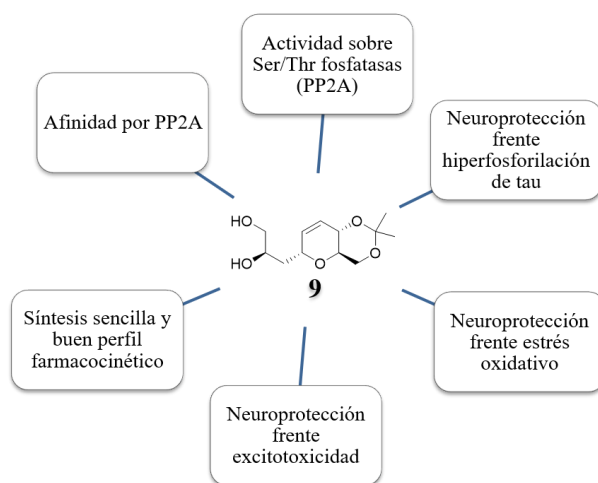 Actividad sobre
Ser/Thr fosfatasas
(PP2A)
Afinidad por PP2A
Neuroprotección
frente
hiperfosforilación
de tau
HO
HO
O
O
O
9
Síntesis sencilla y
buen perfil
farmacocinético
Neuroprotección
frente estrés
oxidativo
Neuroprotección
frente
excitotoxicidad